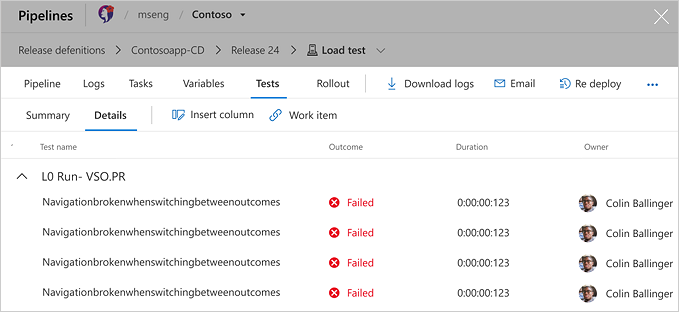 Pipelines / mseng / Contoso
Release defenitions > Contosoapp-CD > Release 24 > Load test
Pipeline Logs Tasks Variables Tests Rollout Download logs Email Re deploy ...
Summary Details Insert column Work item
Test name Outcome Duration Owner
L0 Run- VSO.PR
Navigationbrokenwhenswitchingbetweenoutcomes Failed 0:00:00:123 Colin Ballinger
Navigationbrokenwhenswitchingbetweenoutcomes Failed 0:00:00:123 Colin Ballinger
Navigationbrokenwhenswitchingbetweenoutcomes Failed 0:00:00:123 Colin Ballinger
Navigationbrokenwhenswitchingbetweenoutcomes Failed 0:00:00:123 Colin Ballinger